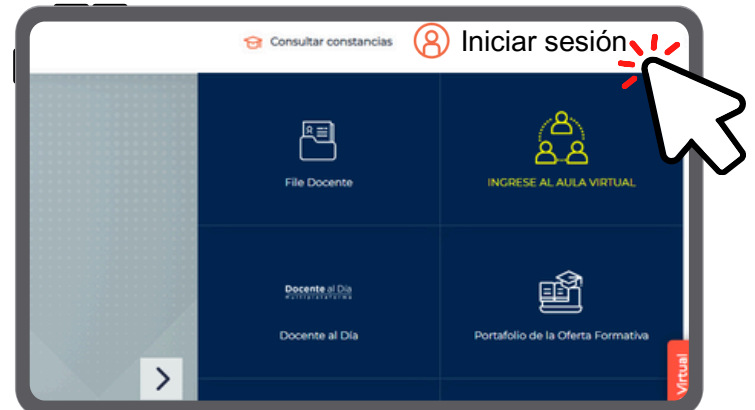 Consultar constancias
Iniciar sesión
File Docente
INGRESE AL AULA VIRTUAL
Docente al Día
multiplataforma
Docente al Día
Portafolio de la Oferta Formativa
Virtual